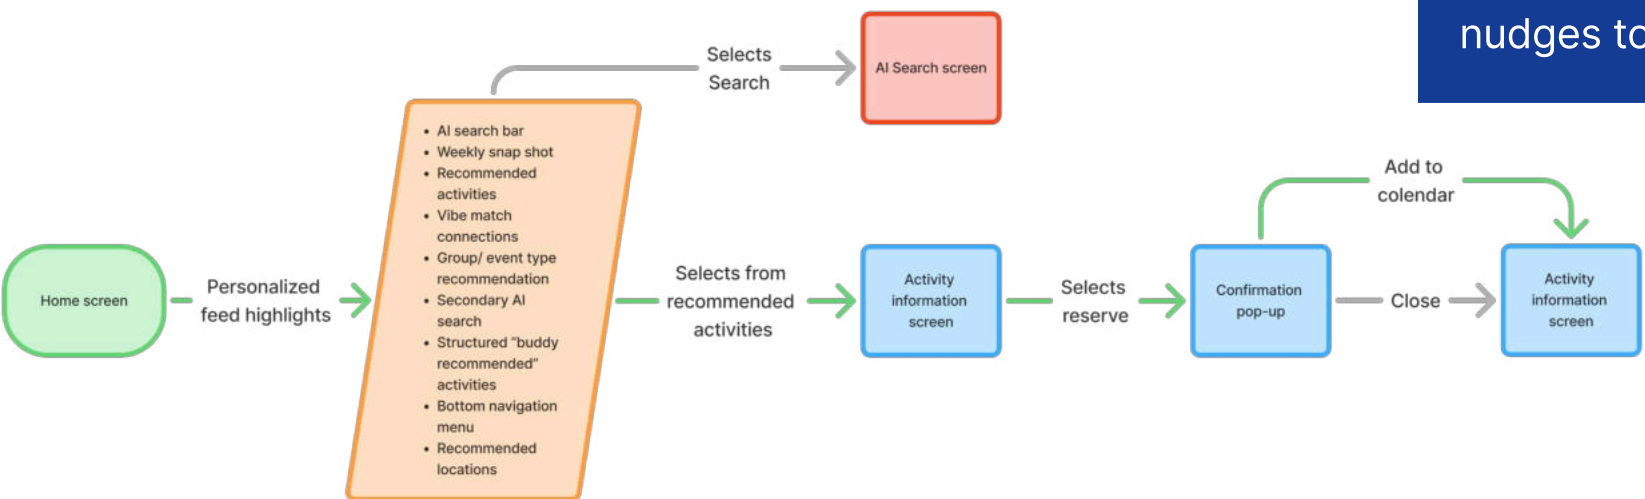 nudges to
Selects
Search
AI Search screen
• AI search bar
• Weekly snap shot
• Recommended
activities
• Vibe match
connections
• Group/ event type
recommendation
• Secondary AI
search
• Structured “buddy
recommended”
activities
• Bottom navigation
menu
• Recommended
locations
Home screen
Personalized
feed highlights
Selects from
recommended
activities
Activity
information
screen
Selects
reserve
Confirmation
pop-up
Add to
colendar
Close
Activity
information
screen